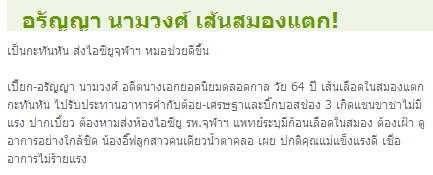 อรัญญา นามวงศ์ เส้นสมองแตก!
เป็นกะทันหัน ส่งไอซียูจุฬาฯ หมอช่วยดีขึ้น
เปี๊ยก-อรัญญา นามวงศ์ อดีตนางเอกยอดนิยมตลอดกาล วัย 64 ปี เส้นเลือดในสมองแตก
กะทันหัน ไปรับประทานอาหารค่ำกับต้อย-เศรษฐาและบิ๊กบอสช่อง 3 เกิดแขนขาชาไม่มี
แรง ปากเบี้ยว ต้องหามส่งห้องไอซียู รพ.จุฬาฯ แพทย์ระบุมีก้อนเลือดในสมอง ต้องเฝ้า ดู
อาการอย่างใกล้ชิด น้องอี๊ฟลูกสาวคนเดียวน้ำตาคลอ เผย ปกติคุณแม่แข็งแรงดี เชื่อ
อาการไม่ร้ายแรง